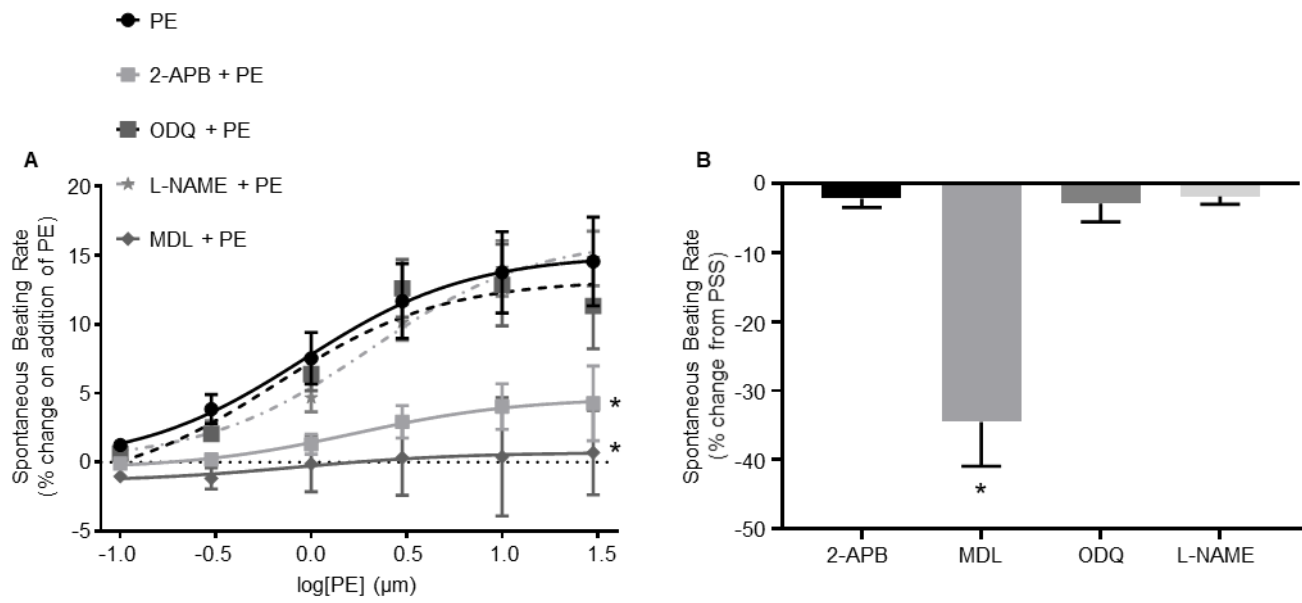 PE
2-APB + PE
ODQ + PE
L-NAME + PE
MDL + PE
A
Spontaneous Beating Rate
(% change on addition of PE)
20
15
10
5
0
-5
-1.0
-0.5
0.0
0.5
1.0
1.5
log[PE] (μm)
*
*
B
Spontaneous Beating Rate
(% change from PSS)
0
-10
-20
-30
-40
-50
*
2-APB
MDL
ODQ
L-NAME